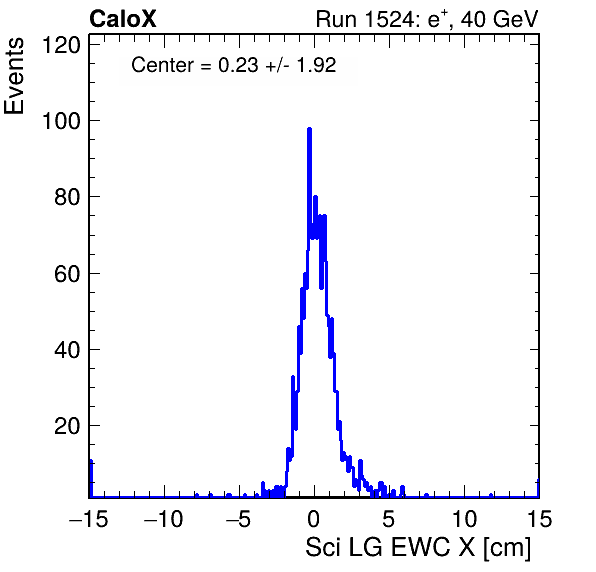 CaloX Run 1524: e⁺, 40 GeV
Events
Center = 0.23 +/- 1.92
120
100
80
60
40
20
−15 −10 −5 0 5 10 15
Sci LG EWC X [cm]